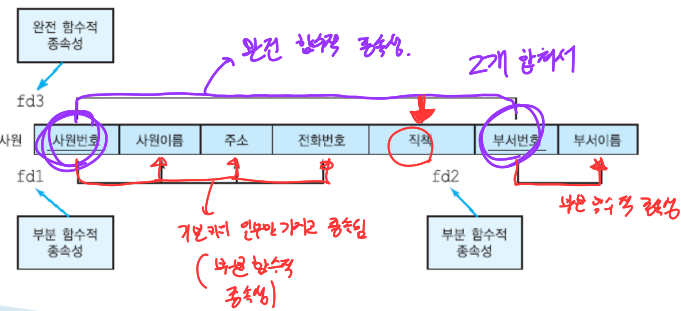 완전 함수적
종속성
완전 함수적 종속성.
2개 합쳐서
fd3
사원
사원번호 사원이름 주소 전화번호 직책 부서번호 부서이름
fd1
fd2
부분 함수적
종속성
기본키의 일부만 가지고 종속됨
(부분 함수적
종속성)
부분 함수적
종속성
부분 함수적 종속성